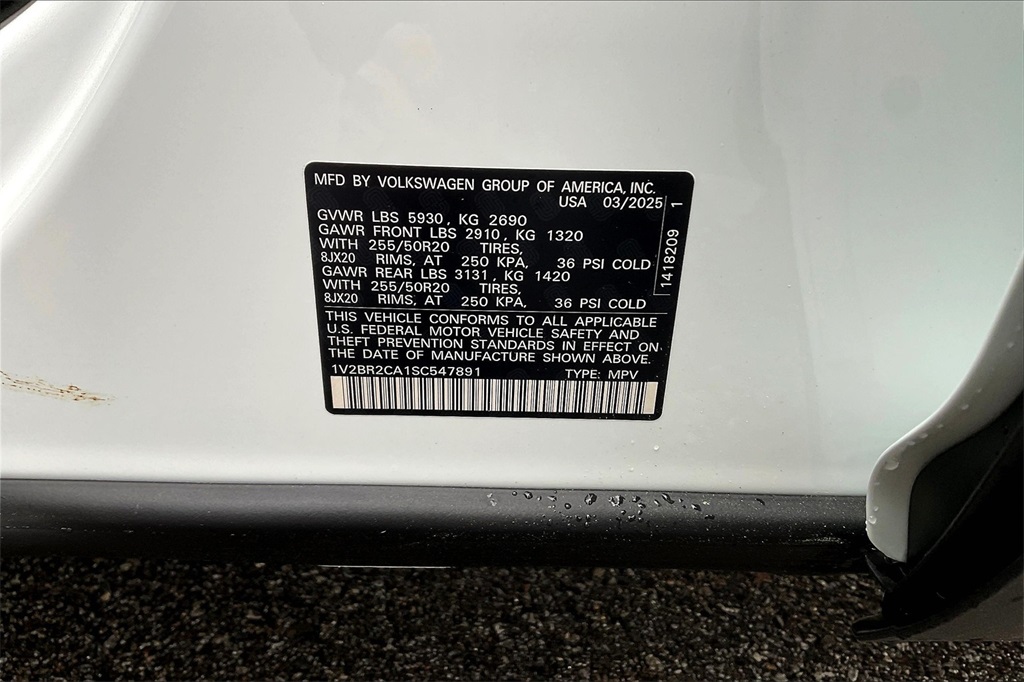 MFD BY VOLKSWAGEN GROUP OF AMERICA, INC.
USA 03/2025
GVWR LBS 5930, KG 2690
GAWR FRONT LBS 2910, KG 1320
WITH 255/50R20 TIRES,
8JX20 RIMS, AT 250 KPA, 36 PSI COLD
GAWR REAR LBS 3131, KG 1420
WITH 255/50R20 TIRES,
8JX20 RIMS, AT 250 KPA, 36 PSI COLD
1418209 1
THIS VEHICLE CONFORMS TO ALL APPLICABLE
U.S. FEDERAL MOTOR VEHICLE SAFETY AND
THEFT PREVENTION STANDARDS IN EFFECT ON
THE DATE OF MANUFACTURE SHOWN ABOVE.
1V2BR2CA1SC547891 TYPE: MPV